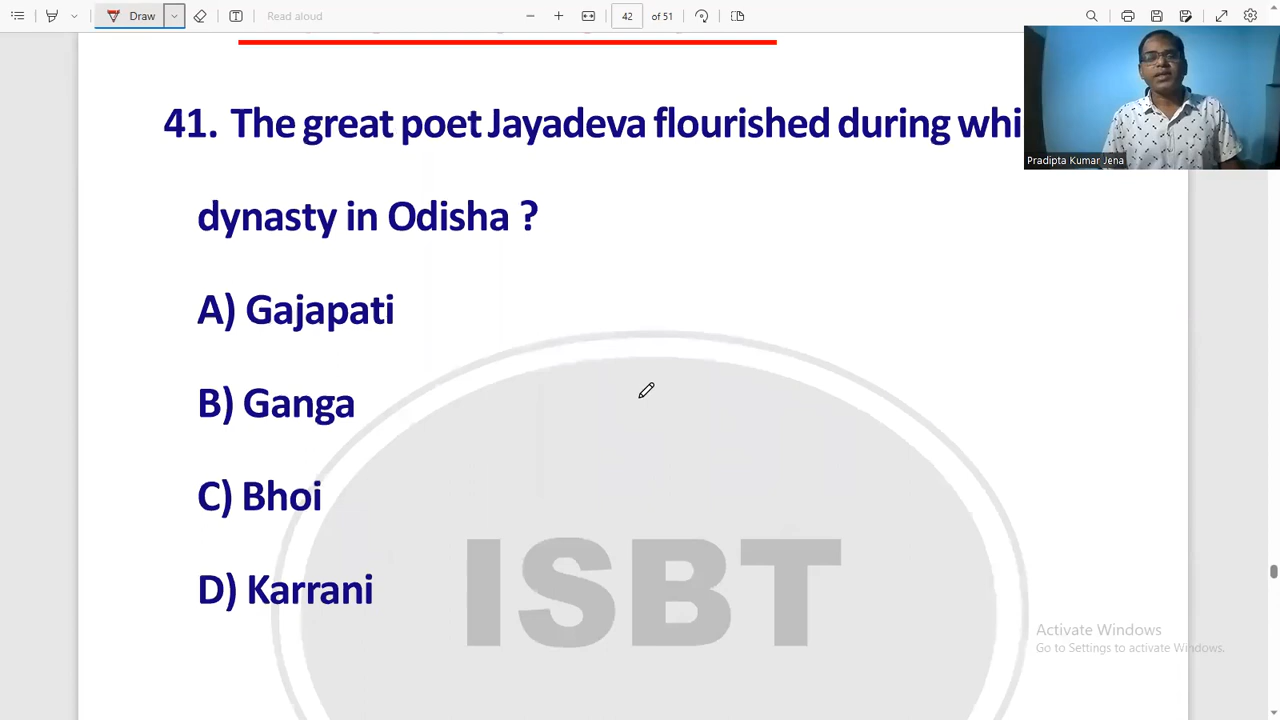 Draw
Read aloud
42
of 51
41. The great poet Jayadeva flourished during whi
dynasty in Odisha ?
A) Gajapati
B) Ganga
C) Bhoi
D) Karrani
ISBT
Pradipta Kumar Jena
Activate Windows
Go to Settings to activate Windows.